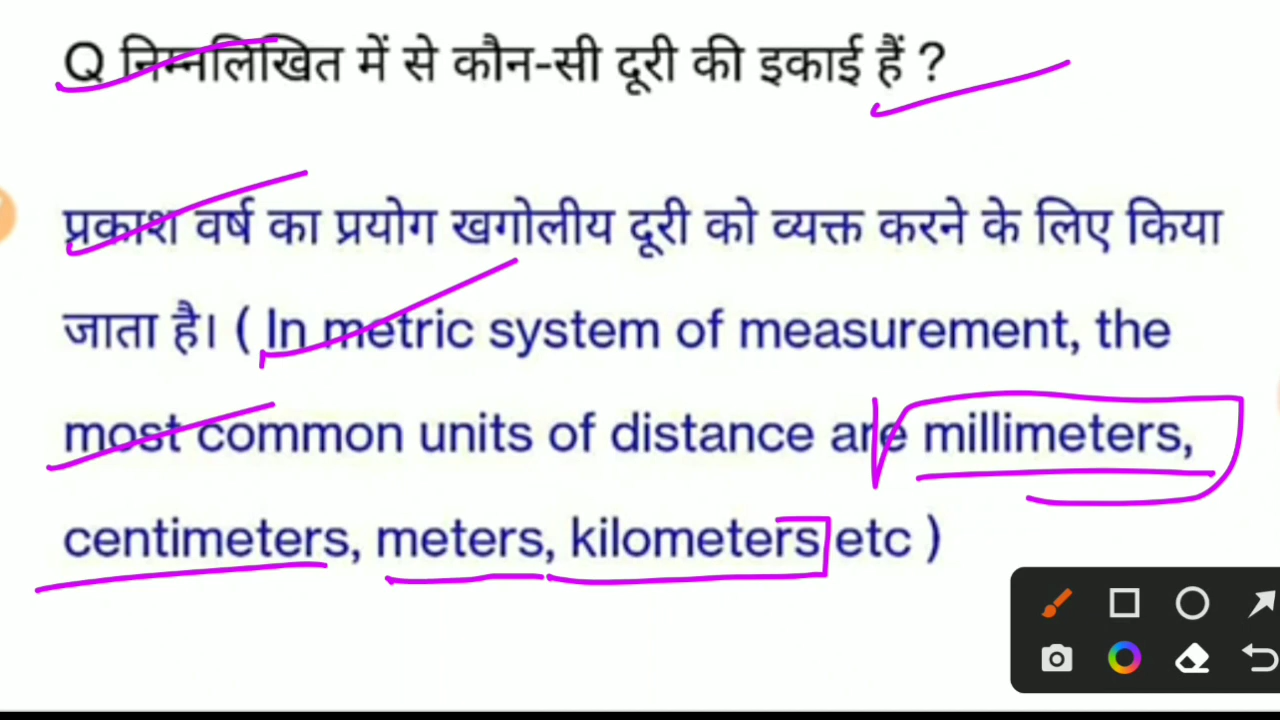 Q निम्नलिखित में से कौन-सी दूरी की इकाई हैं ?
प्रकाश वर्ष का प्रयोग खगोलीय दूरी को व्यक्त करने के लिए किया
जाता है। ( In metric system of measurement, the
most common units of distance are millimeters,
centimeters, meters, kilometers etc )